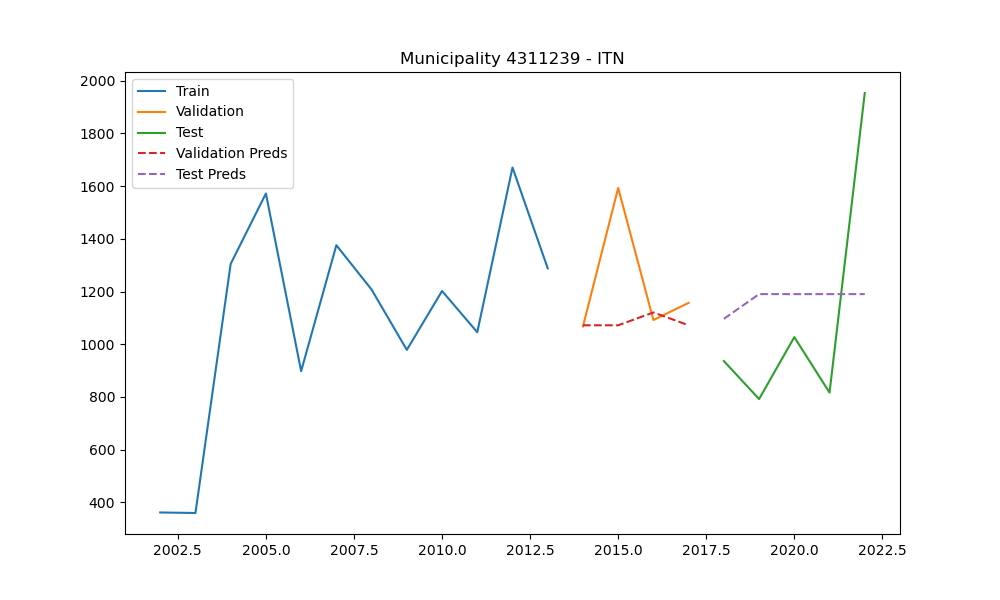 Municipality 4311239 - ITN
2000
1800
1600
1400
1200
1000
800
600
400
Train
Validation
Test
Validation Preds
Test Preds
2002.5 2005.0 2007.5 2010.0 2012.5 2015.0 2017.5 2020.0 2022.5